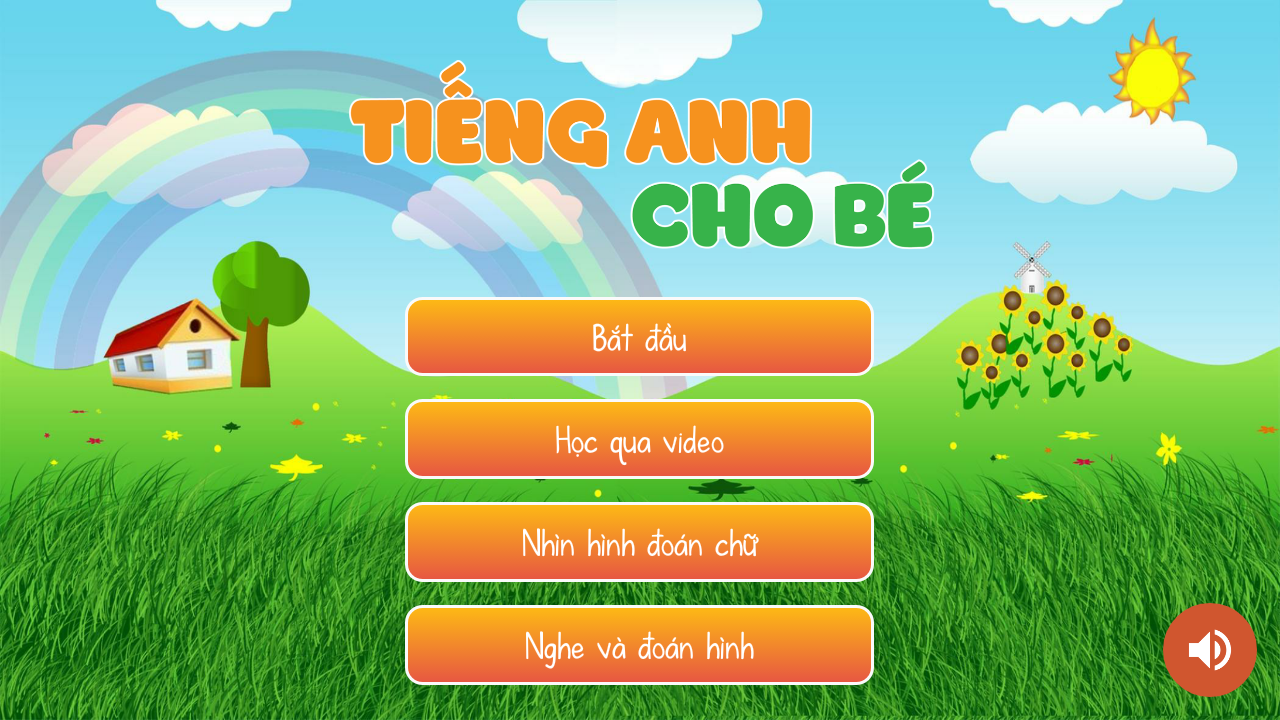 TIẾNG ANH
CHO BÉ
Bắt đầu
Học qua video
Nhìn hình đoán chữ
Nghe và đoán hình